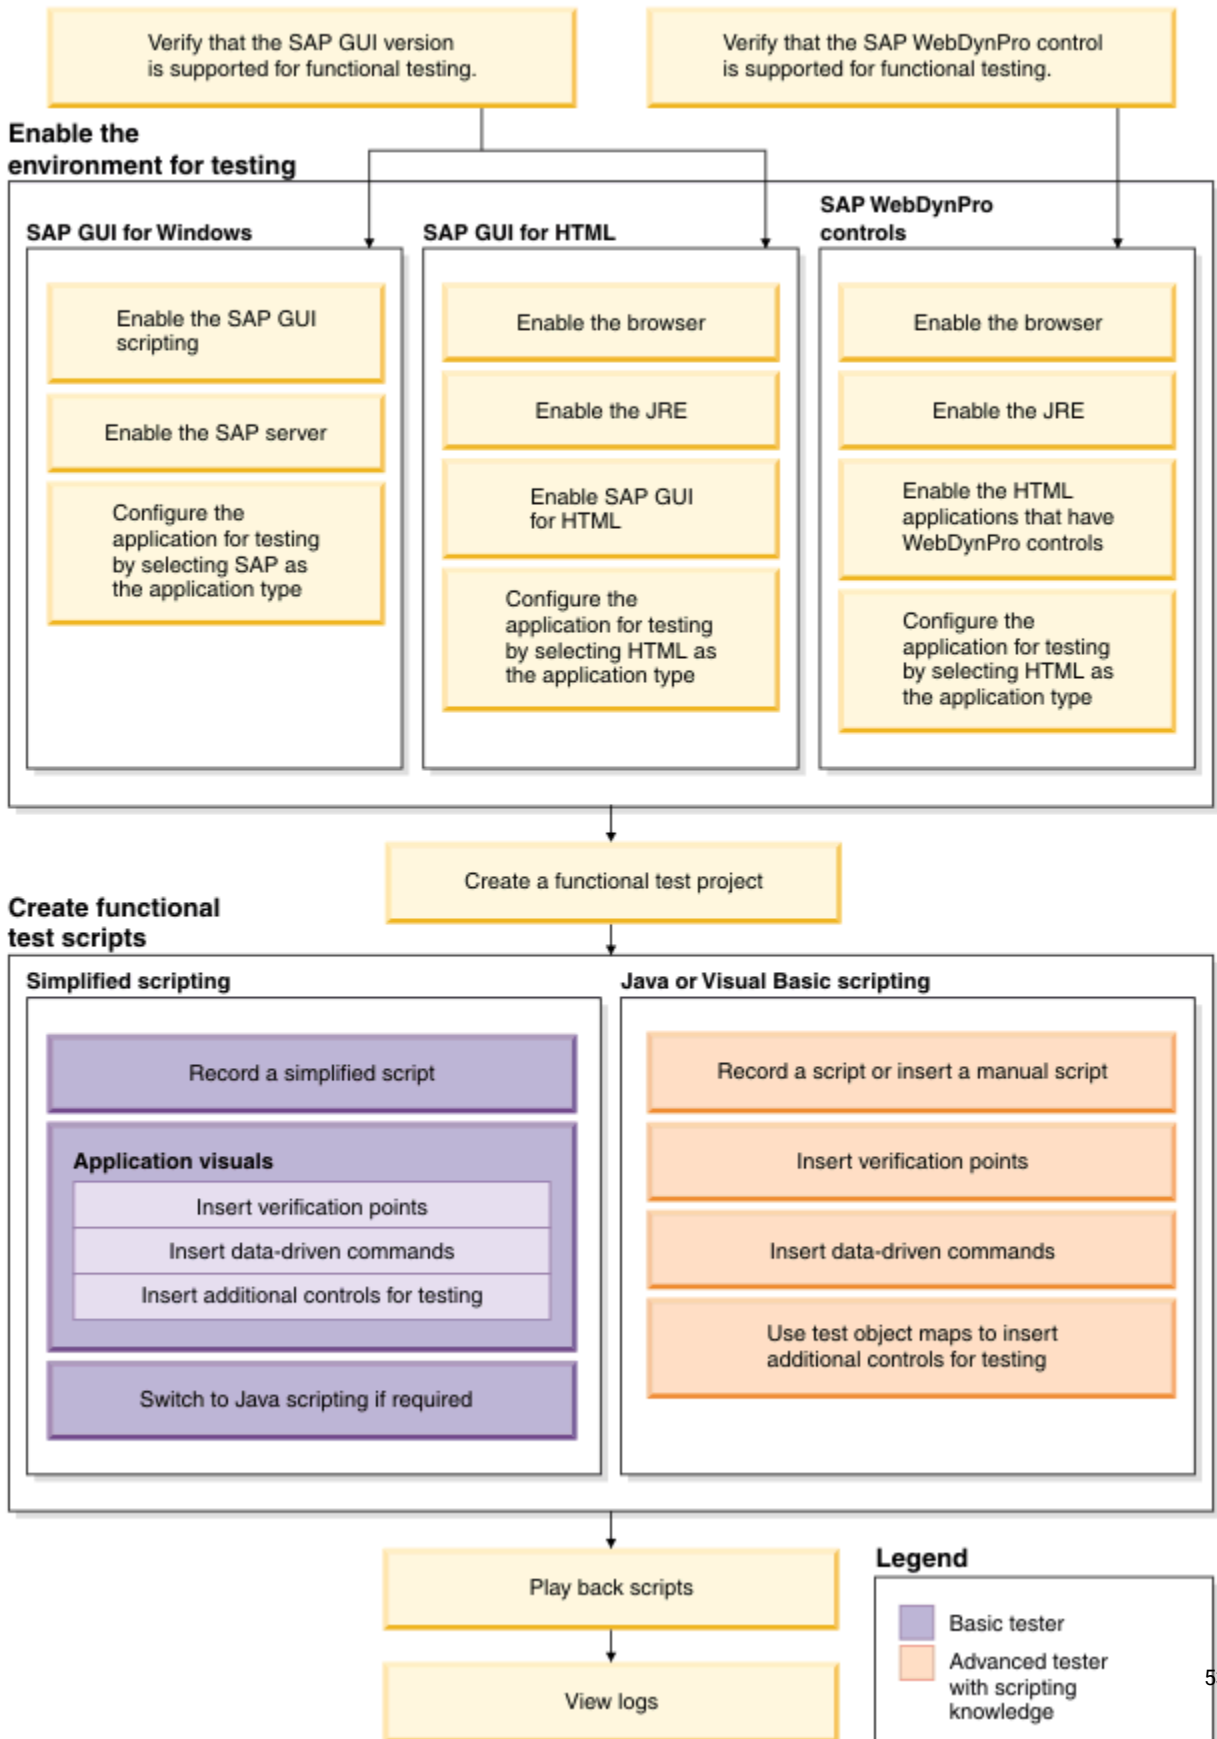 Verify that the SAP GUI version
is supported for functional testing.
Verify that the SAP WebDynPro control
is supported for functional testing.
Enable the
environment for testing
SAP GUI for Windows
Enable the SAP GUI
scripting
Enable the SAP server
Configure the
application for testing
by selecting SAP as
the application type
SAP GUI for HTML
Enable the browser
Enable the JRE
Enable SAP GUI
for HTML
Configure the
application for testing
by selecting HTML as
the application type
SAP WebDynPro
controls
Enable the browser
Enable the JRE
Enable the HTML
applications that have
WebDynPro controls
Configure the
application for testing
by selecting HTML as
the application type
Create a functional test project
Create functional
test scripts
Simplified scripting
Record a simplified script
Application visuals
Insert verification points
Insert data-driven commands
Insert additional controls for testing
Switch to Java scripting if required
Java or Visual Basic scripting
Record a script or insert a manual script
Insert verification points
Insert data-driven commands
Use test object maps to insert
additional controls for testing
Play back scripts
View logs
Legend
Basic tester
Advanced tester
with scripting
knowledge
5